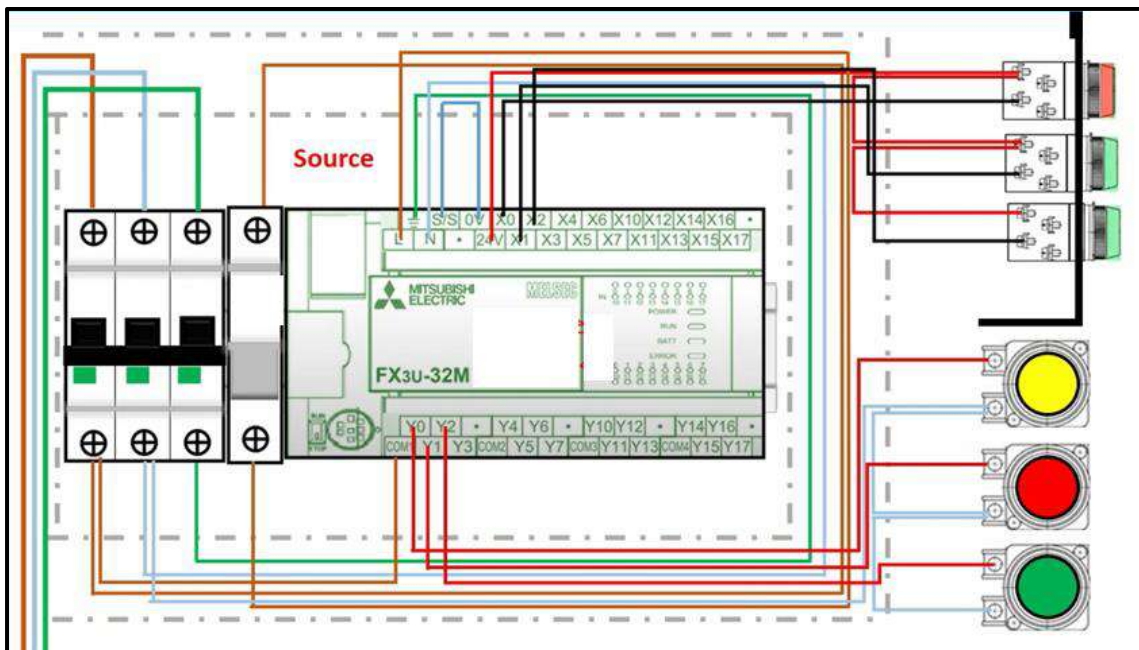 Source
S/S 0V X0 X2 X4 X6 X10 X12 X14 X16 •
L N • 24V X1 X3 X5 X7 X11 X13 X15 X17
MITSUBISHI
ELECTRIC
MELSEC
IN
POWER
RUN
BATT
ERROR
FX3U-32M
Y0 Y2 • Y4 Y6 • Y10 Y12 • Y14 Y16 •
COM1 Y1 Y3 COM2 Y5 Y7 COM3 Y11 Y13 COM4 Y15 Y17